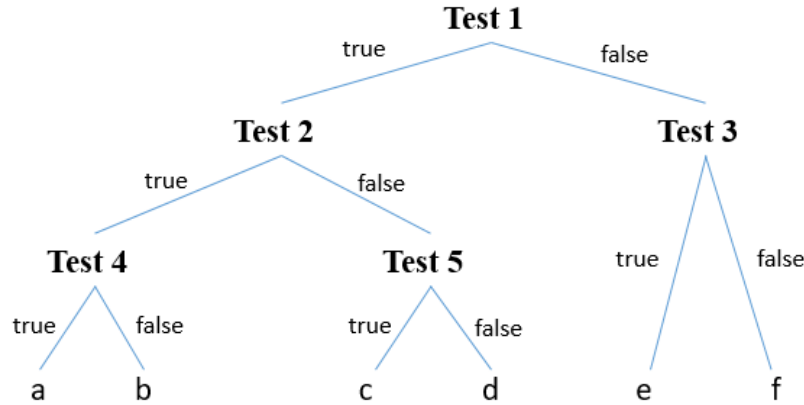 Test 1
true
false
Test 2
Test 3
true
false
Test 4
Test 5
true
false
true
false
true
false
a
b
c
d
e
f